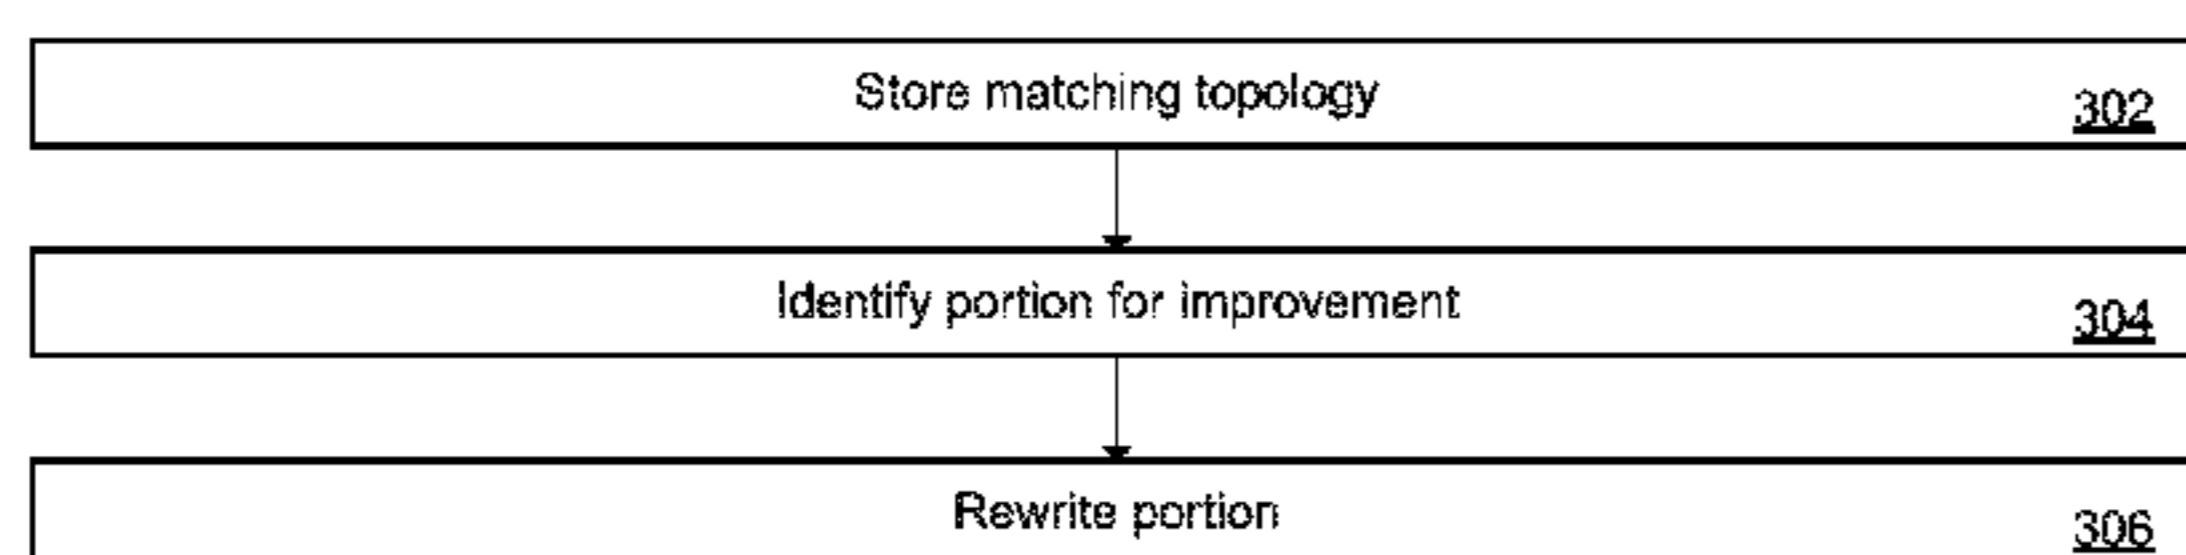 Store matching topology
302
Identify portion for improvement
304
Rewrite portion
306